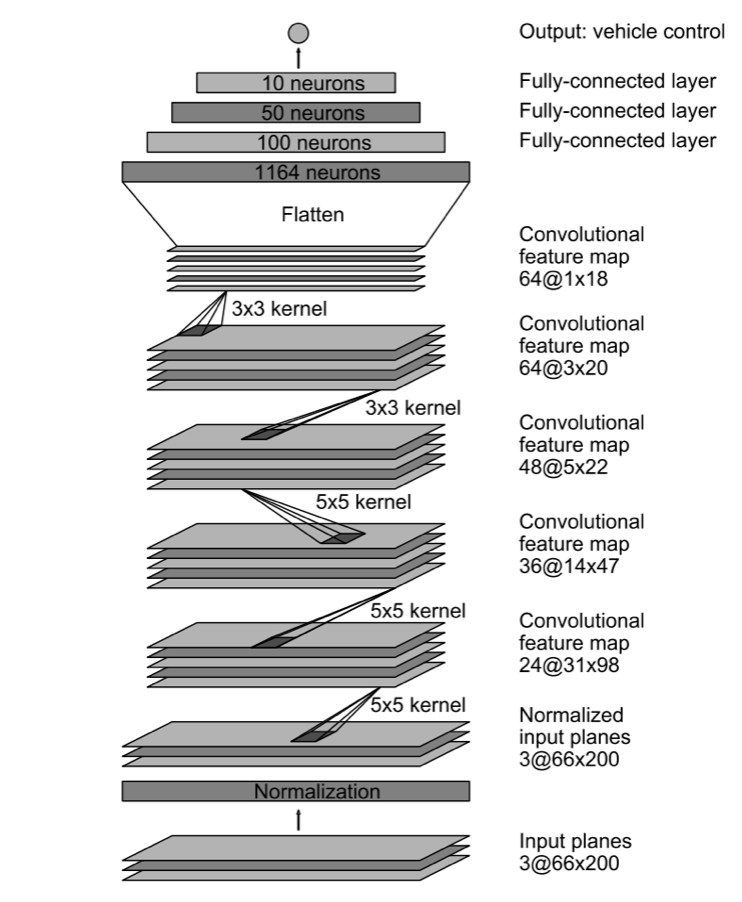 Output: vehicle control
10 neurons
Fully-connected layer
50 neurons
Fully-connected layer
100 neurons
Fully-connected layer
1164 neurons
Flatten
Convolutional
feature map
64@1x18
3x3 kernel
Convolutional
feature map
64@3x20
3x3 kernel
Convolutional
feature map
48@5x22
5x5 kernel
Convolutional
feature map
36@14x47
5x5 kernel
Convolutional
feature map
24@31x98
5x5 kernel
Normalized
input planes
3@66x200
Normalization
Input planes
3@66x200